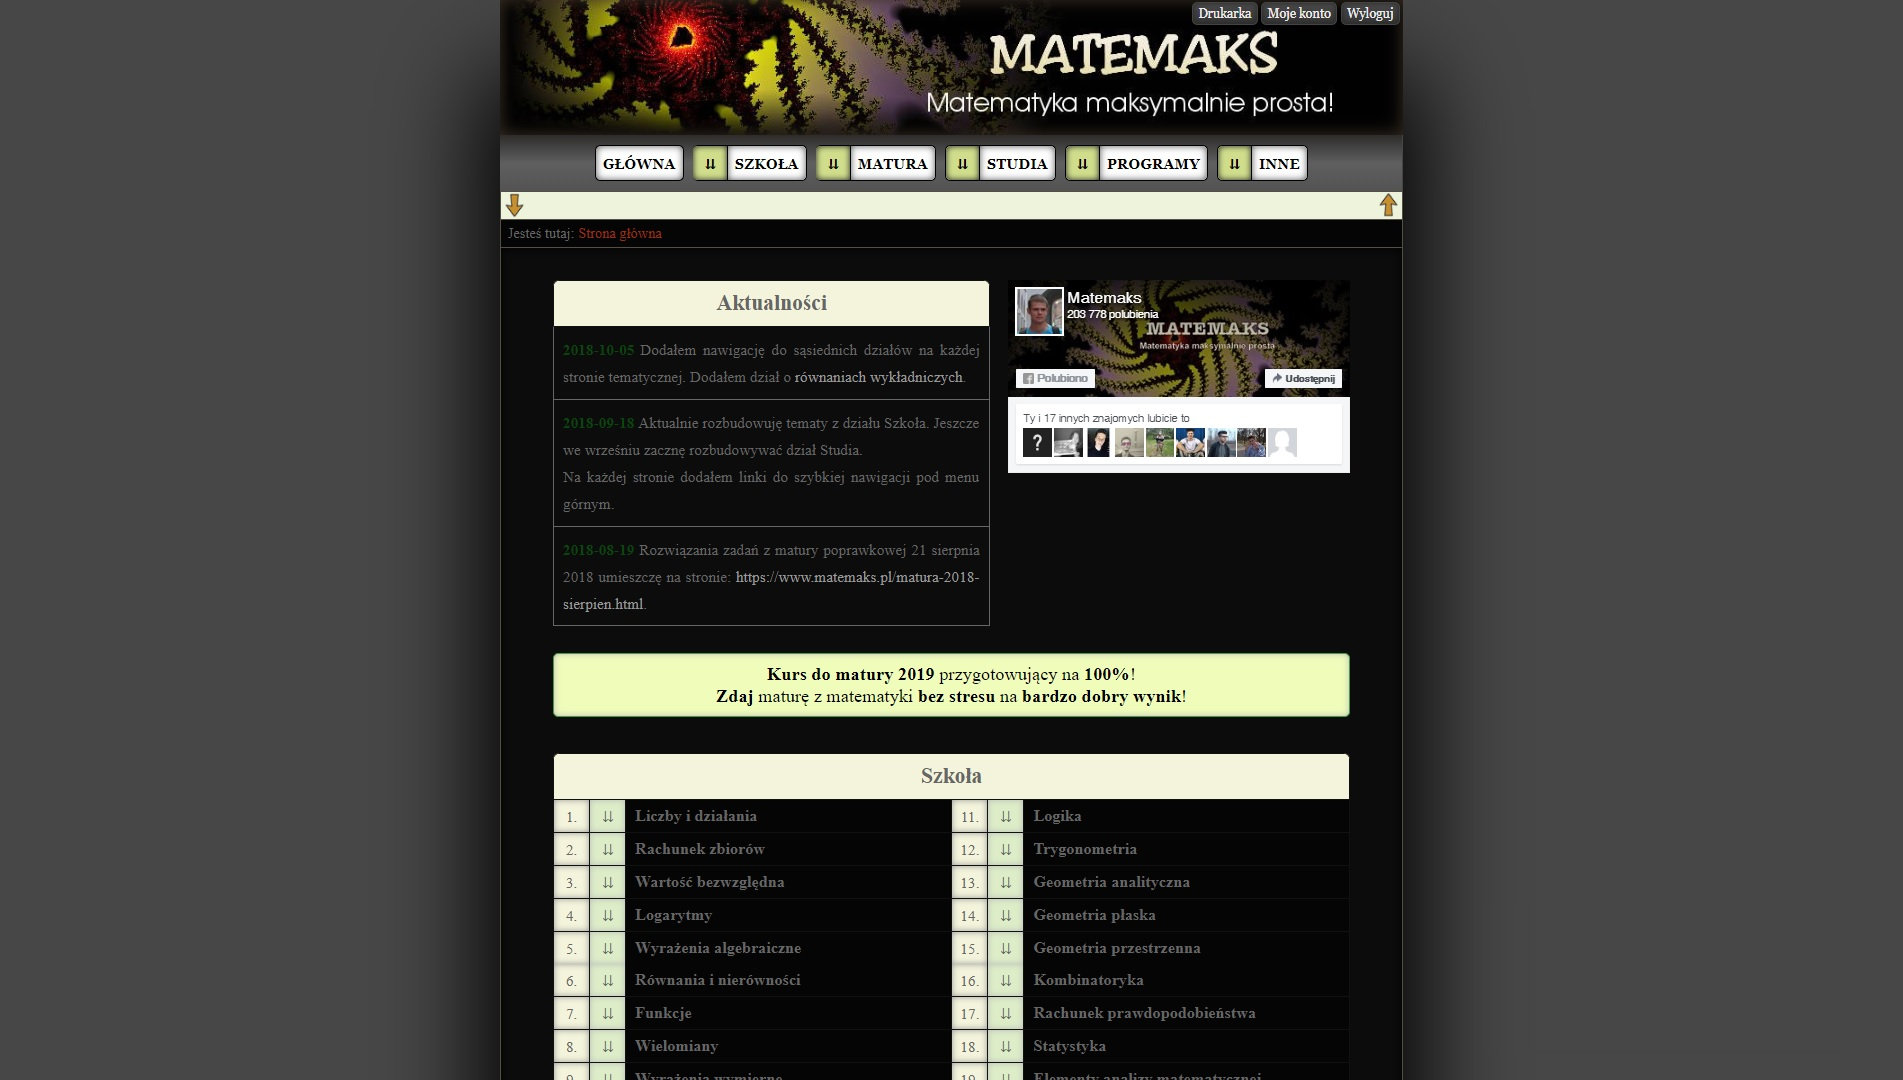 Drukarka Moje konto Wyloguj
MATEMAKS
Matematyka maksymalnie prosta!
GŁÓWNA ⇊ SZKOŁA ⇊ MATURA ⇊ STUDIA ⇊ PROGRAMY ⇊ INNE
Jesteś tutaj: Strona główna
Aktualności
2018-10-05 Dodałem nawigację do sąsiednich działów na każdej
stronie tematycznej. Dodałem dział o równaniach wykładniczych.
2018-09-18 Aktualnie rozbudowuję tematy z działu Szkoła. Jeszcze
we wrześniu zacznę rozbudowywać dział Studia.
Na każdej stronie dodałem linki do szybkiej nawigacji pod menu
górnym.
2018-08-19 Rozwiązania zadań z matury poprawkowej 21 sierpnia
2018 umieszczę na stronie: https://www.matemaks.pl/matura-2018-
sierpien.html.
Matemaks
203 778 polubienia
MATEMAKS
Matematyka maksymalnie prosta
Polubiono
Udostępnij
Ty i 17 innych znajomych lubicie to
?
Kurs do matury 2019 przygotowujący na 100%!
Zdaj maturę z matematyki bez stresu na bardzo dobry wynik!
Szkoła
1. ⇊ Liczby i działania
2. ⇊ Rachunek zbiorów
3. ⇊ Wartość bezwzględna
4. ⇊ Logarytmy
5. ⇊ Wyrażenia algebraiczne
6. ⇊ Równania i nierówności
7. ⇊ Funkcje
8. ⇊ Wielomiany
9. ⇊ Wyrażenia wymierne
11. ⇊ Logika
12. ⇊ Trygonometria
13. ⇊ Geometria analityczna
14. ⇊ Geometria płaska
15. ⇊ Geometria przestrzenna
16. ⇊ Kombinatoryka
17. ⇊ Rachunek prawdopodobieństwa
18. ⇊ Statystyka
19. ⇊ Elementy analizy matematycznej